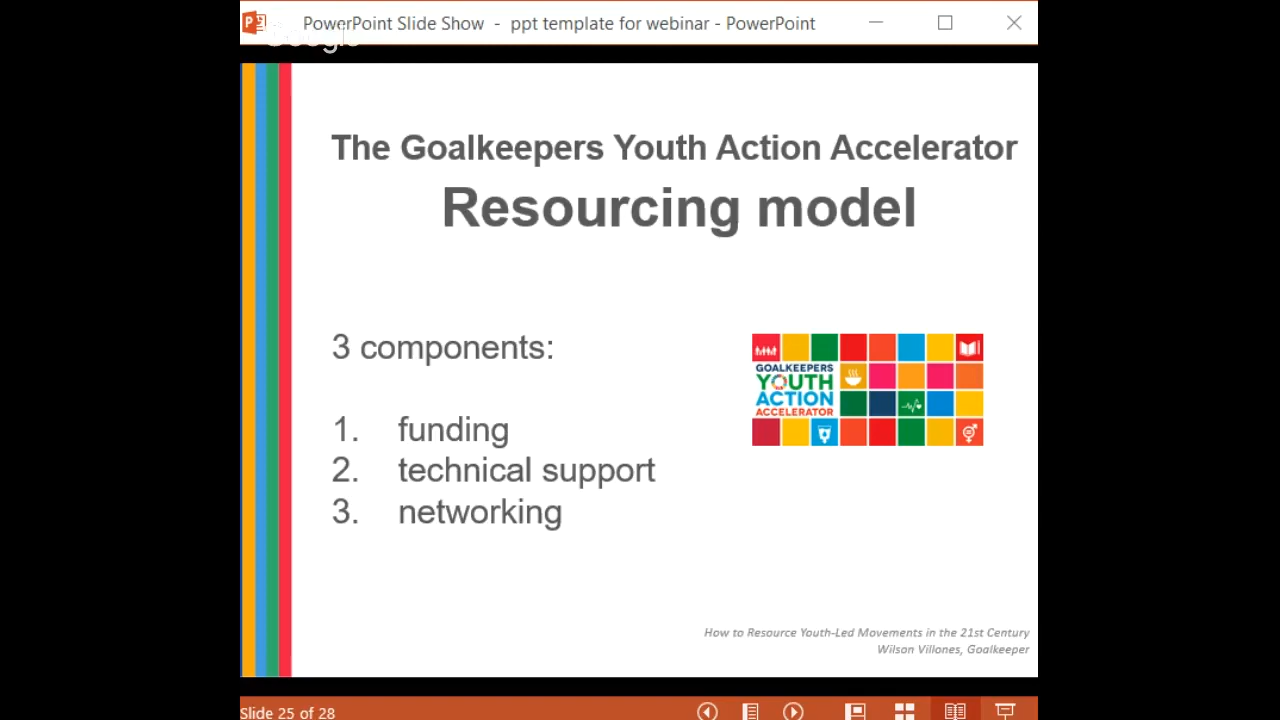 PowerPoint Slide Show - ppt template for webinar - PowerPoint
Google
The Goalkeepers Youth Action Accelerator
Resourcing model
3 components:
1. funding
2. technical support
3. networking
GOALKEEPERS
YOUTH
ACTION
ACCELERATOR
How to Resource Youth-Led Movements in the 21st Century
Wilson Villones, Goalkeeper
Slide 25 of 28